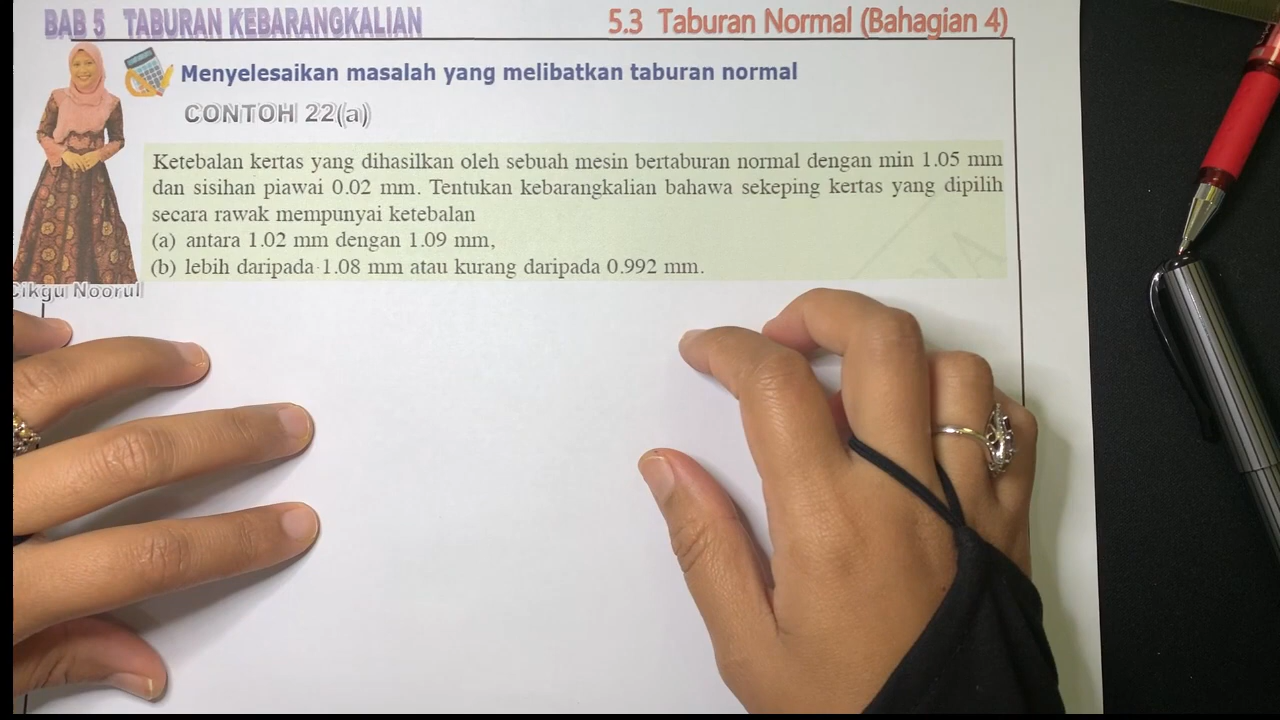 BAB 5 TABURAN KEBARANGKALIAN
5.3 Taburan Normal (Bahagian 4)
Menyelesaikan masalah yang melibatkan taburan normal
CONTOH 22(a)
Ketebalan kertas yang dihasilkan oleh sebuah mesin bertaburan normal dengan min 1.05 mm
dan sisihan piawai 0.02 mm. Tentukan kebarangkalian bahawa sekeping kertas yang dipilih
secara rawak mempunyai ketebalan
(a) antara 1.02 mm dengan 1.09 mm,
(b) lebih daripada 1.08 mm atau kurang daripada 0.992 mm.
Cikgu Noorul